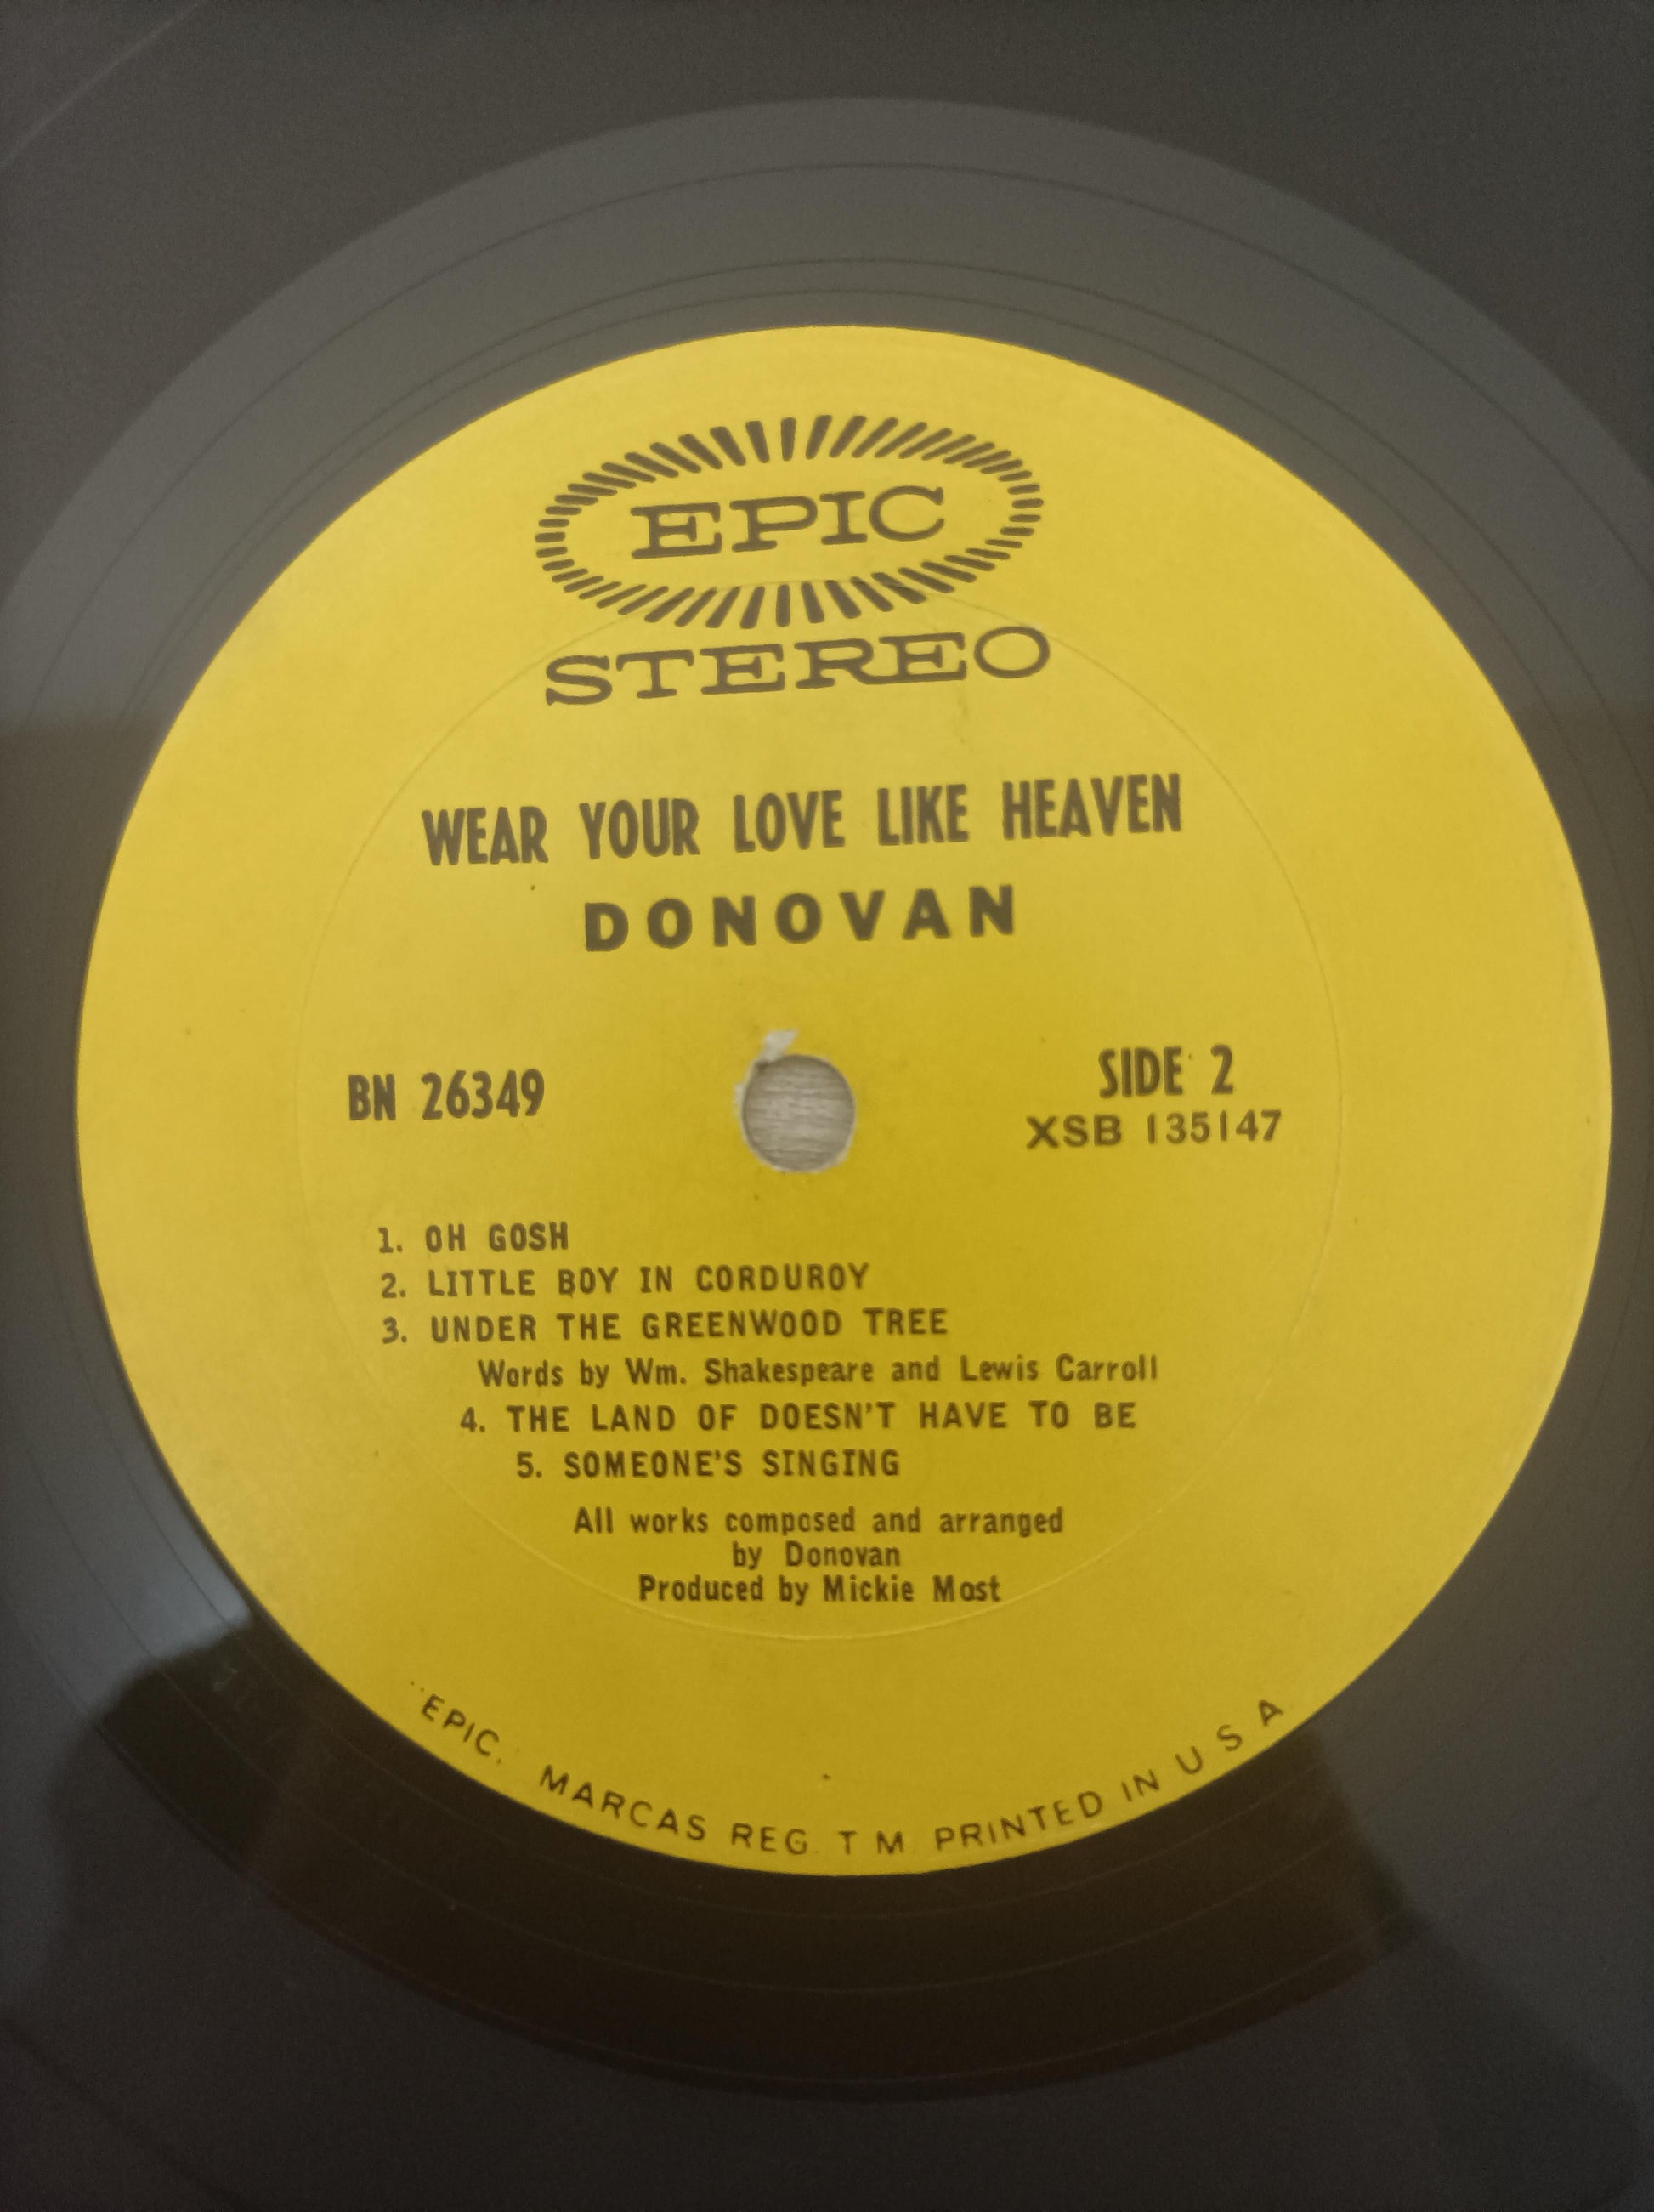 EPIC
STEREO
WEAR YOUR LOVE LIKE HEAVEN
DONOVAN
BN 26349
SIDE 2
XSB 135147
1. OH GOSH
2. LITTLE BOY IN CORDUROY
3. UNDER THE GREENWOOD TREE
Words by Wm. Shakespeare and Lewis Carroll
4. THE LAND OF DOESN'T HAVE TO BE
5. SOMEONE'S SINGING
All works composed and arranged
by Donovan
Produced by Mickie Most
"EPIC," MARCAS REG. T M. PRINTED IN U S A